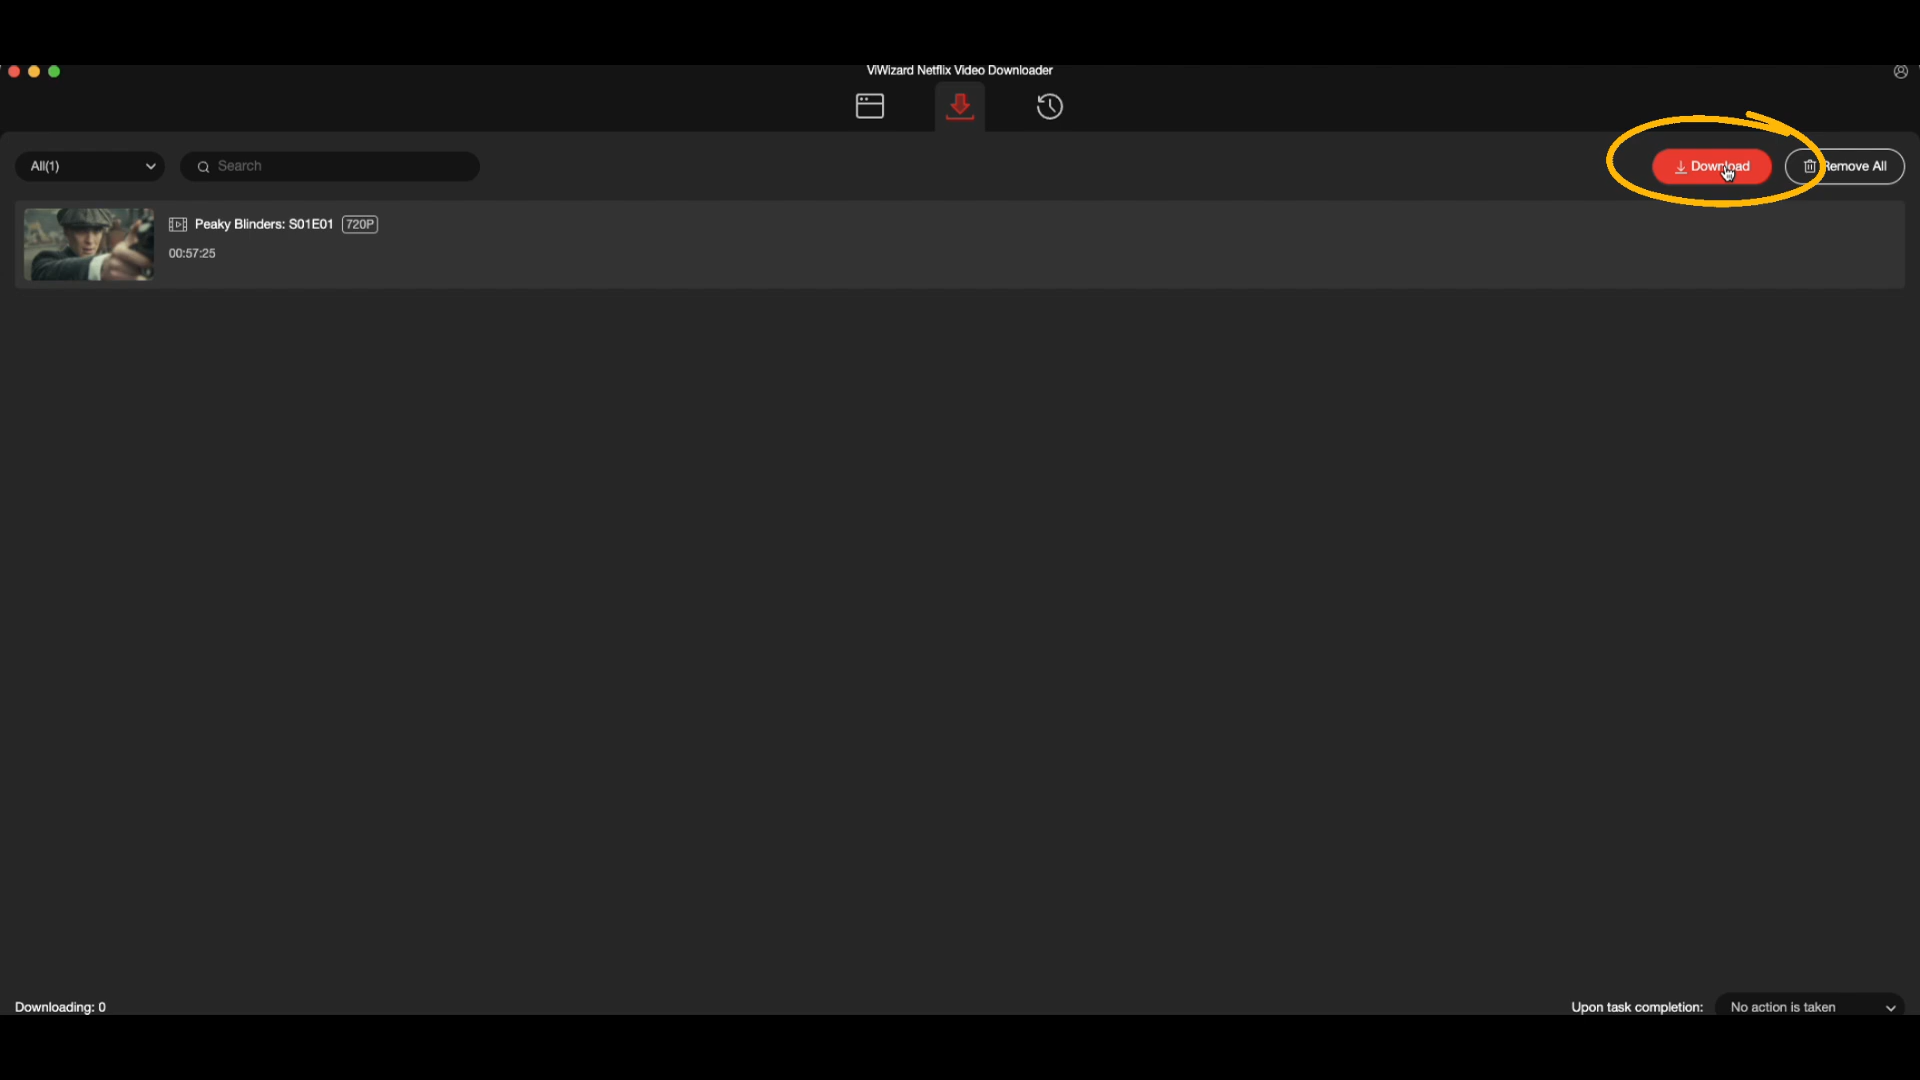 ViWizard Netflix Video Downloader
All(1)
Search
Download
Remove All
Peaky Blinders: S01E01 720P
00:57:25
Downloading: 0
Upon task completion: No action is taken